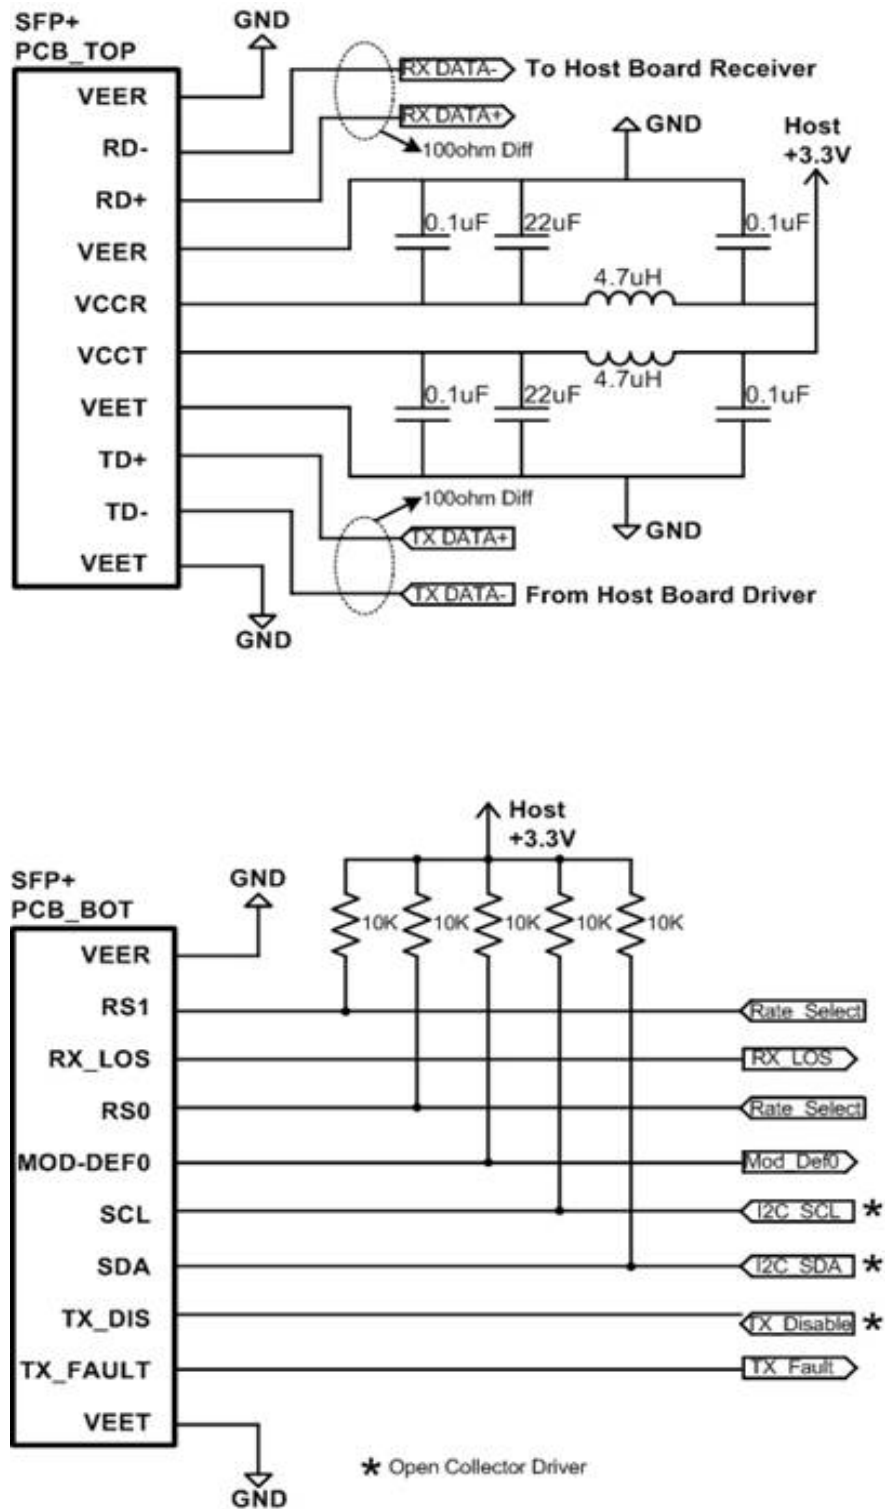 SFP+
PCB_TOP
GND
VEER
RD-
RD+
VEER
VCCR
VCCT
VEET
TD+
TD-
VEET
GND
RX DATA- To Host Board Receiver
RX DATA+
100ohm Diff
GND
Host
+3.3V
0.1uF 22uF 0.1uF
4.7uH
4.7uH
0.1uF 22uF 0.1uF
100ohm Diff
TX DATA+
GND
TX DATA- From Host Board Driver
Host
+3.3V
SFP+
PCB_BOT
GND
10K 10K 10K 10K 10K
VEER
RS1 Rate_Select
RX_LOS RX_LOS
RS0 Rate_Select
MOD-DEF0 Mod_Def0
SCL I2C_SCL *
SDA I2C_SDA *
TX_DIS TX_Disable *
TX_FAULT TX_Fault
VEET
GND
* Open Collector Driver